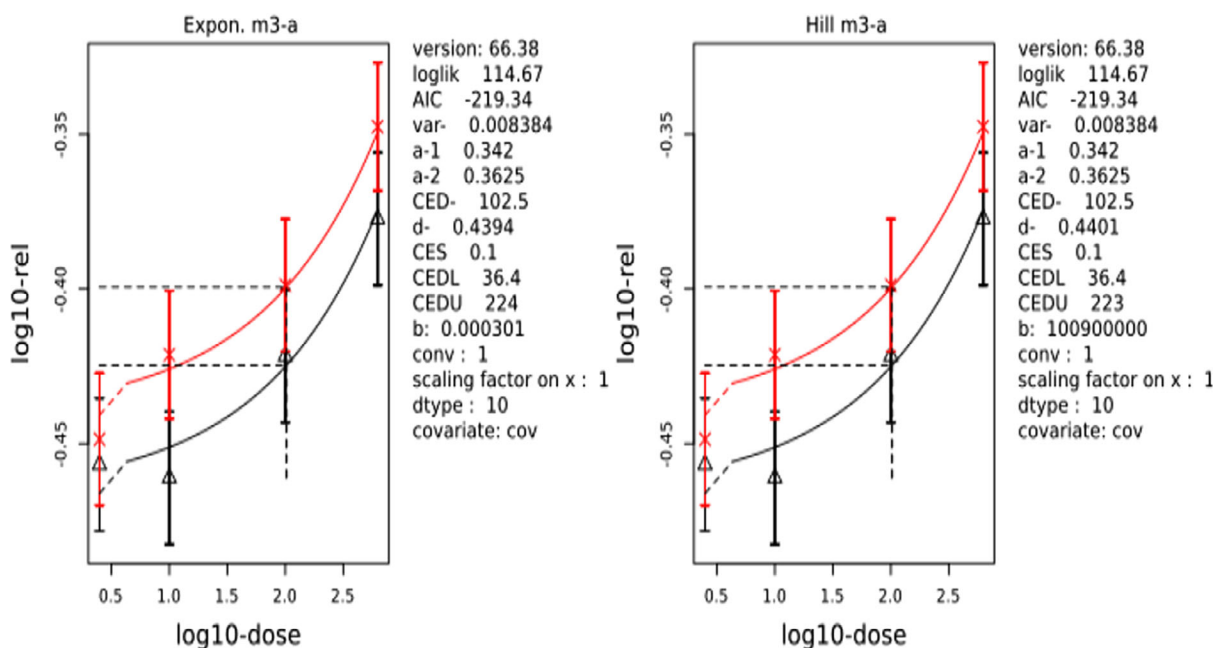 Expon. m3-a
version: 66.38
loglik 114.67
AIC -219.34
var- 0.008384
a-1 0.342
a-2 0.3625
CED- 102.5
d- 0.4394
CES 0.1
CEDL 36.4
CEDU 224
b: 0.000301
conv : 1
scaling factor on x : 1
dtype : 10
covariate: cov
log10-rel
-0.35
-0.40
-0.45
0.5 1.0 1.5 2.0 2.5
log10-dose
Hill m3-a
version: 66.38
loglik 114.67
AIC -219.34
var- 0.008384
a-1 0.342
a-2 0.3625
CED- 102.5
d- 0.4401
CES 0.1
CEDL 36.4
CEDU 223
b: 100900000
conv : 1
scaling factor on x : 1
dtype : 10
covariate: cov
log10-rel
-0.35
-0.40
-0.45
0.5 1.0 1.5 2.0 2.5
log10-dose